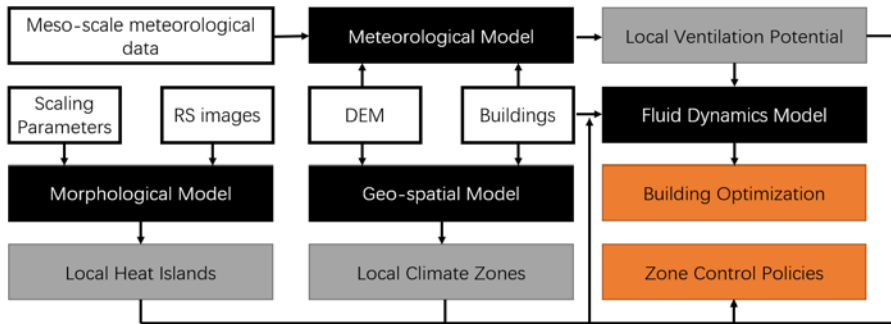 Meso-scale meteorological
data
Meteorological Model
Local Ventilation Potential
Scaling
Parameters
RS images
DEM
Buildings
Fluid Dynamics Model
Morphological Model
Geo-spatial Model
Building Optimization
Local Heat Islands
Local Climate Zones
Zone Control Policies